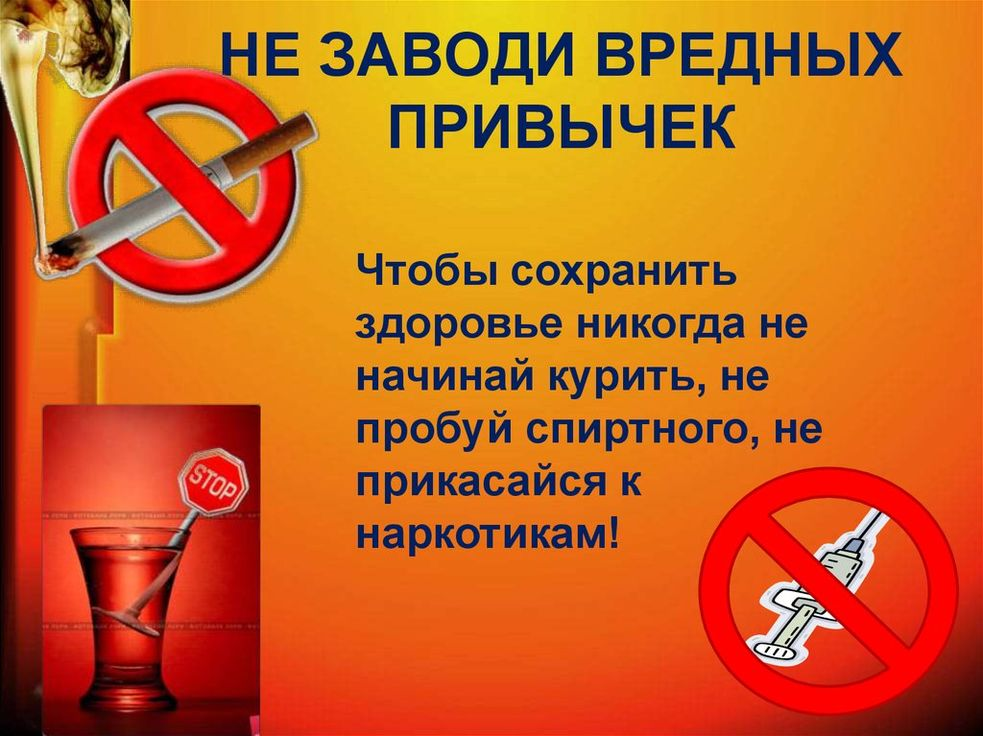 НЕ ЗАВОДИ ВРЕДНЫХ
ПРИВЫЧЕК
Чтобы сохранить
здоровье никогда не
начинай курить, не
пробуй спиртного, не
прикасайся к
наркотикам!
STOP